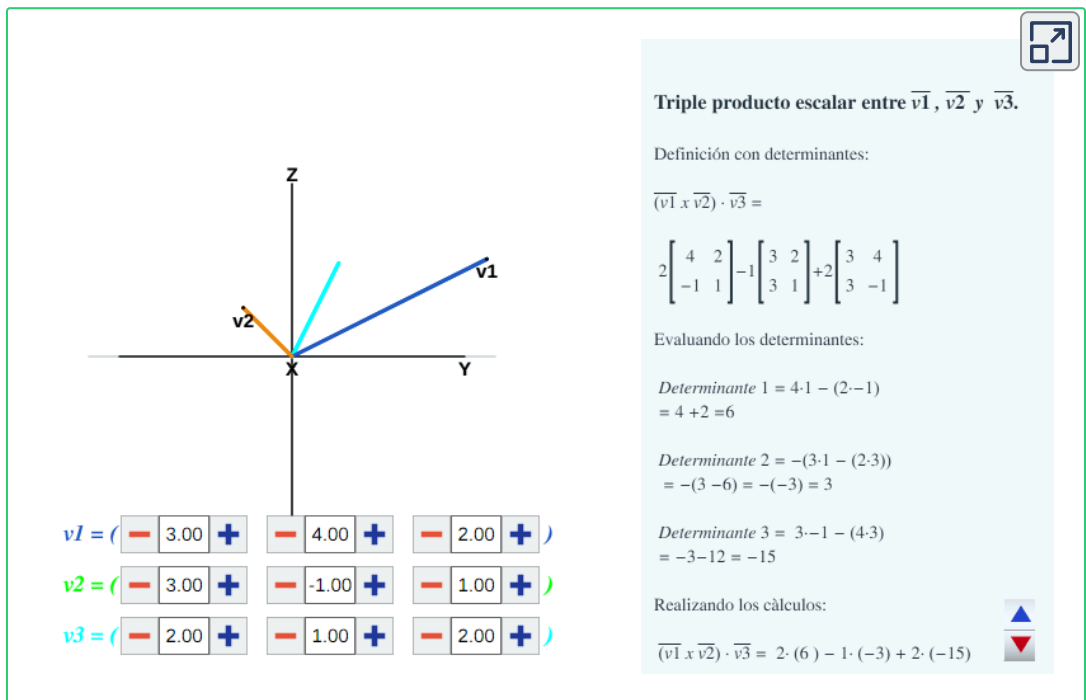 Z
v1
v2
X
Y
v1 = ( − 3.00 + − 4.00 + − 2.00 + )
v2 = ( − 3.00 + − -1.00 + − 1.00 + )
v3 = ( − 2.00 + − 1.00 + − 2.00 + )
Triple producto escalar entre v1 , v2 y v3.
Definición con determinantes:
(v1 x v2) · v3 =
2[ 4 2 −1[ 3 2 +2[ 3 4
−1 1 ] 3 1 ] 3 −1 ]
Evaluando los determinantes:
Determinante 1 = 4·1 − (2·−1)
= 4 +2 =6
Determinante 2 = −(3·1 − (2·3))
= −(3 −6) = −(−3) = 3
Determinante 3 = 3·−1 − (4·3)
= −3−12 = −15
Realizando los càlculos:
(v1 x v2) · v3 = 2· (6 ) − 1· (−3) + 2· (−15)